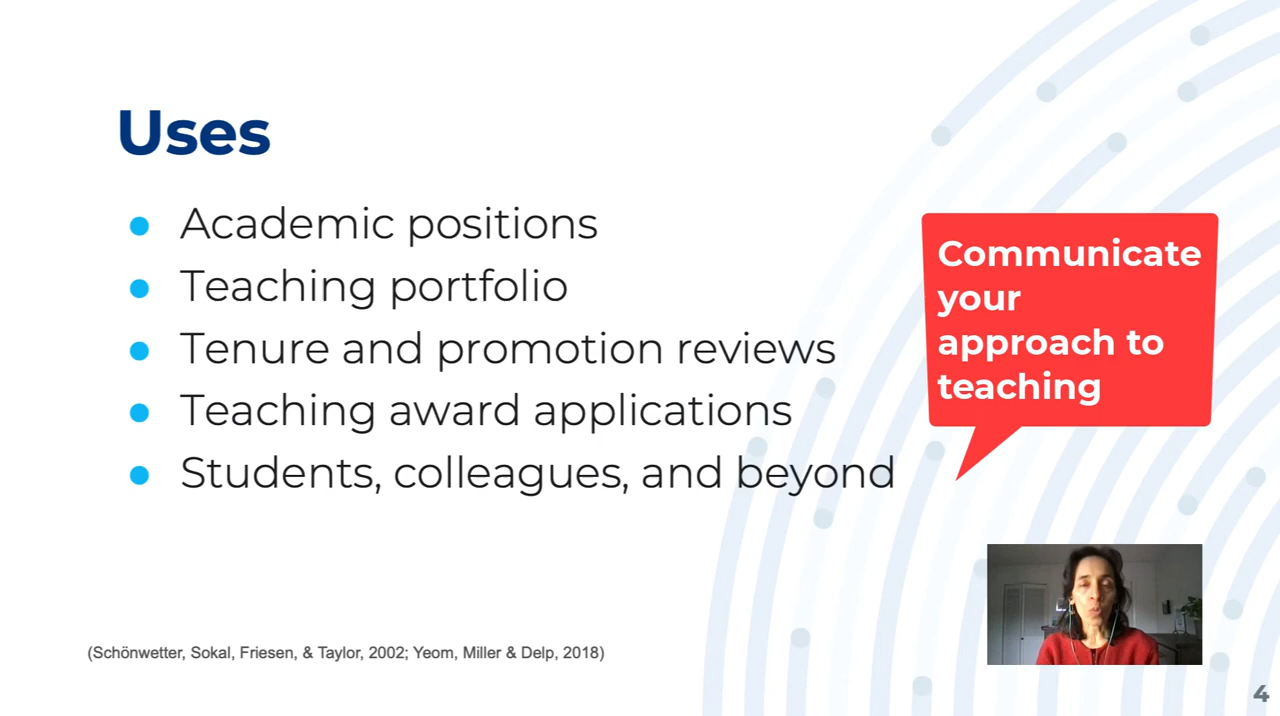 Uses
Academic positions
Teaching portfolio
Tenure and promotion reviews
Teaching award applications
Students, colleagues, and beyond
Communicate
your
approach to
teaching
(Schönwetter, Sokal, Friesen, & Taylor, 2002; Yeom, Miller & Delp, 2018)
4